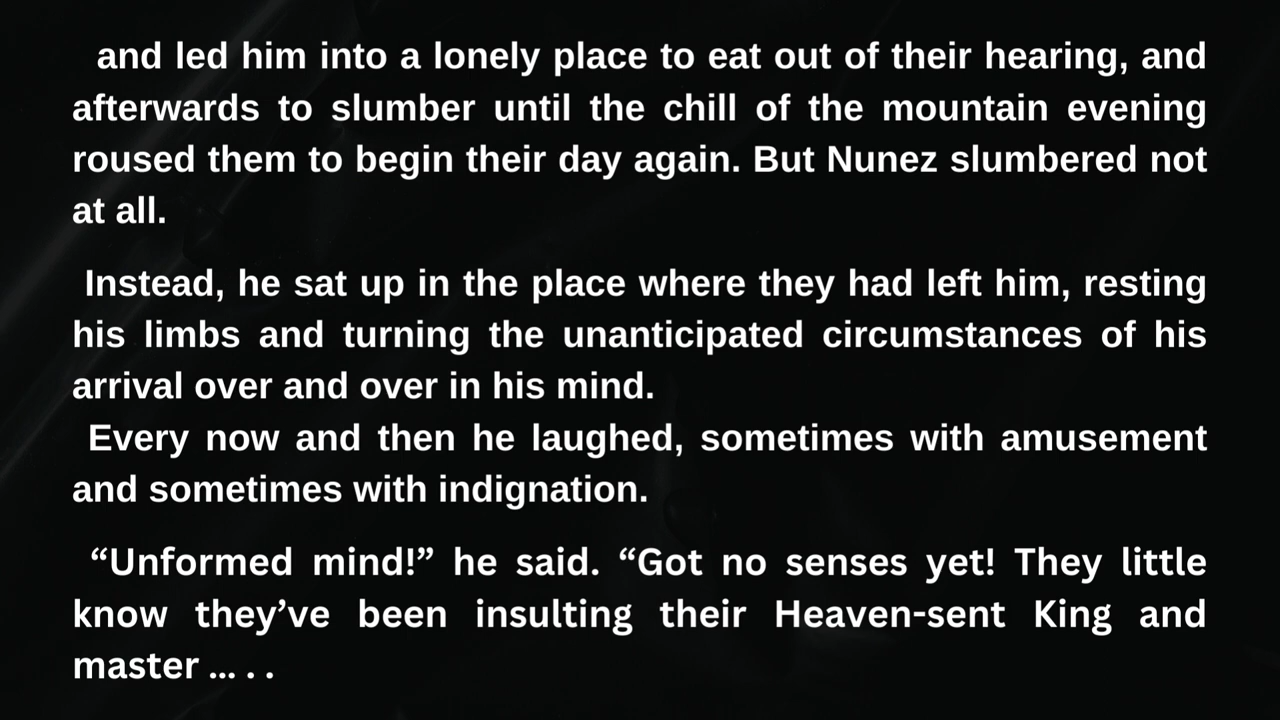 and led him into a lonely place to eat out of their hearing, and
afterwards to slumber until the chill of the mountain evening
roused them to begin their day again. But Nunez slumbered not
at all.
Instead, he sat up in the place where they had left him, resting
his limbs and turning the unanticipated circumstances of his
arrival over and over in his mind.
Every now and then he laughed, sometimes with amusement
and sometimes with indignation.
“Unformed mind!” he said. “Got no senses yet! They little
know they’ve been insulting their Heaven-sent King and
master ... . .